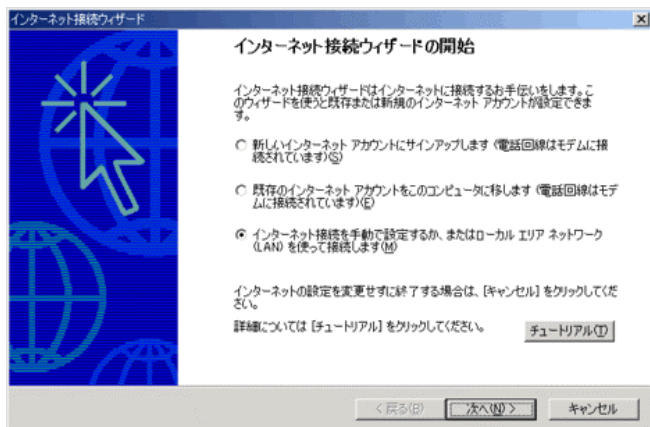 インターネット接続ウィザード
インターネット接続ウィザードの開始
インターネット接続ウィザードはインターネットに接続するお手伝いをします。こ
のウィザードを使うと既存または新規のインターネット アカウントが設定できま
す。
新しいインターネット アカウントにサインアップします (電話回線はモデムに接
続されています)(S)
既存のインターネット アカウントをこのコンピュータに移します (電話回線はモデ
ムに接続されています)(E)
インターネット接続を手動で設定するか、またはローカル エリア ネットワーク
(LAN) を使って接続します(M)
インターネットの設定を変更せずに終了する場合は、[キャンセル] をクリックしてくだ
さい。
詳細については [チュートリアル] をクリックしてください。
チュートリアル(T)
< 戻る(B)
次へ(N) >
キャンセル